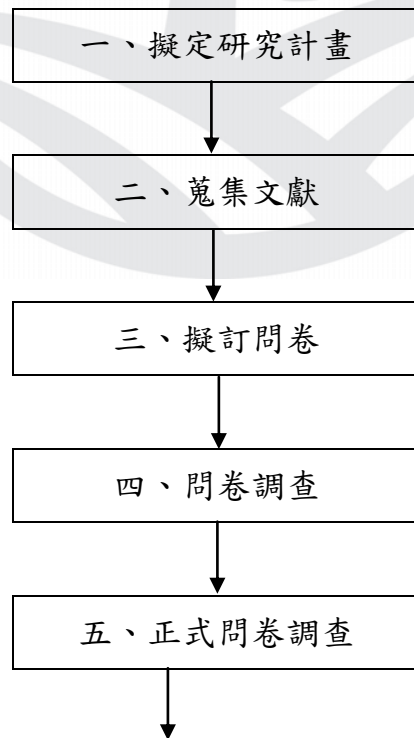 一、擬定研究計畫
二、蒐集文獻
三、擬訂問卷
四、問卷調查
五、正式問卷調查